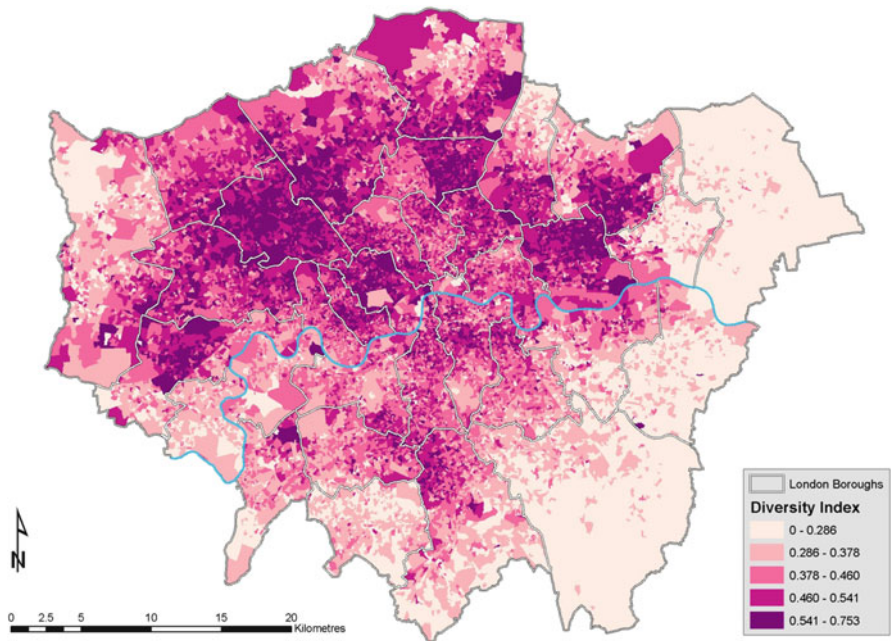 London Boroughs
Diversity Index
0 - 0.286
0.286 - 0.378
0.378 - 0.460
0.460 - 0.541
0.541 - 0.753
N
0 2.5 5 10 15 20
Kilometres